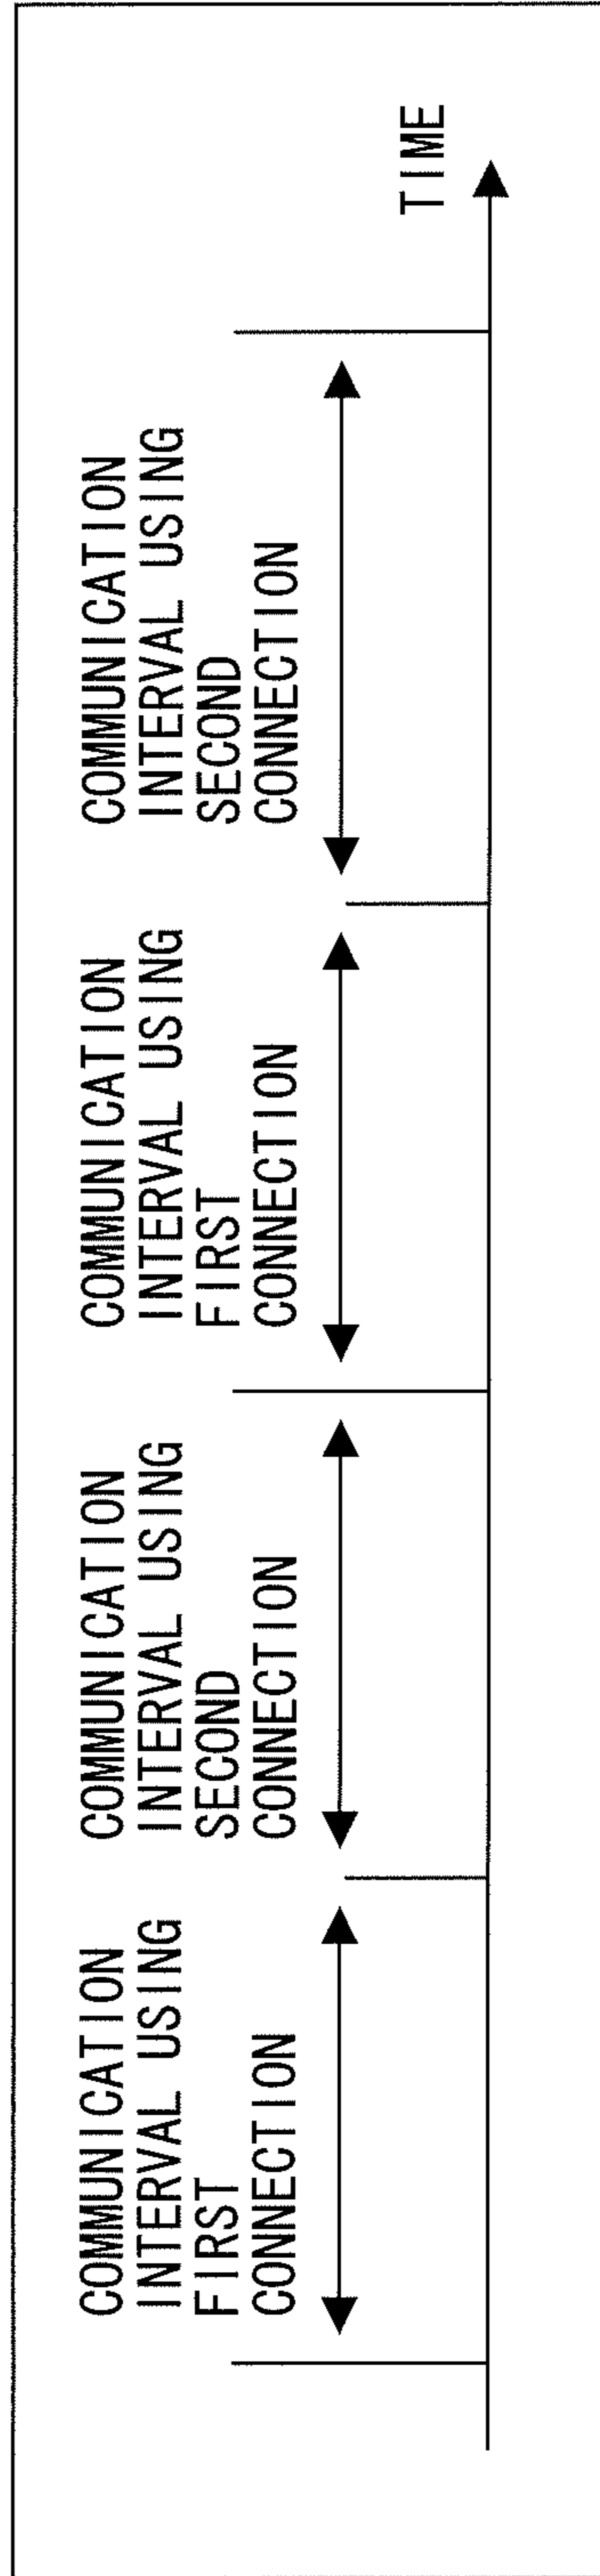 COMMUNICATION
INTERVAL USING
FIRST
CONNECTION
COMMUNICATION
INTERVAL USING
SECOND
CONNECTION
COMMUNICATION
INTERVAL USING
FIRST
CONNECTION
COMMUNICATION
INTERVAL USING
SECOND
CONNECTION
TIME